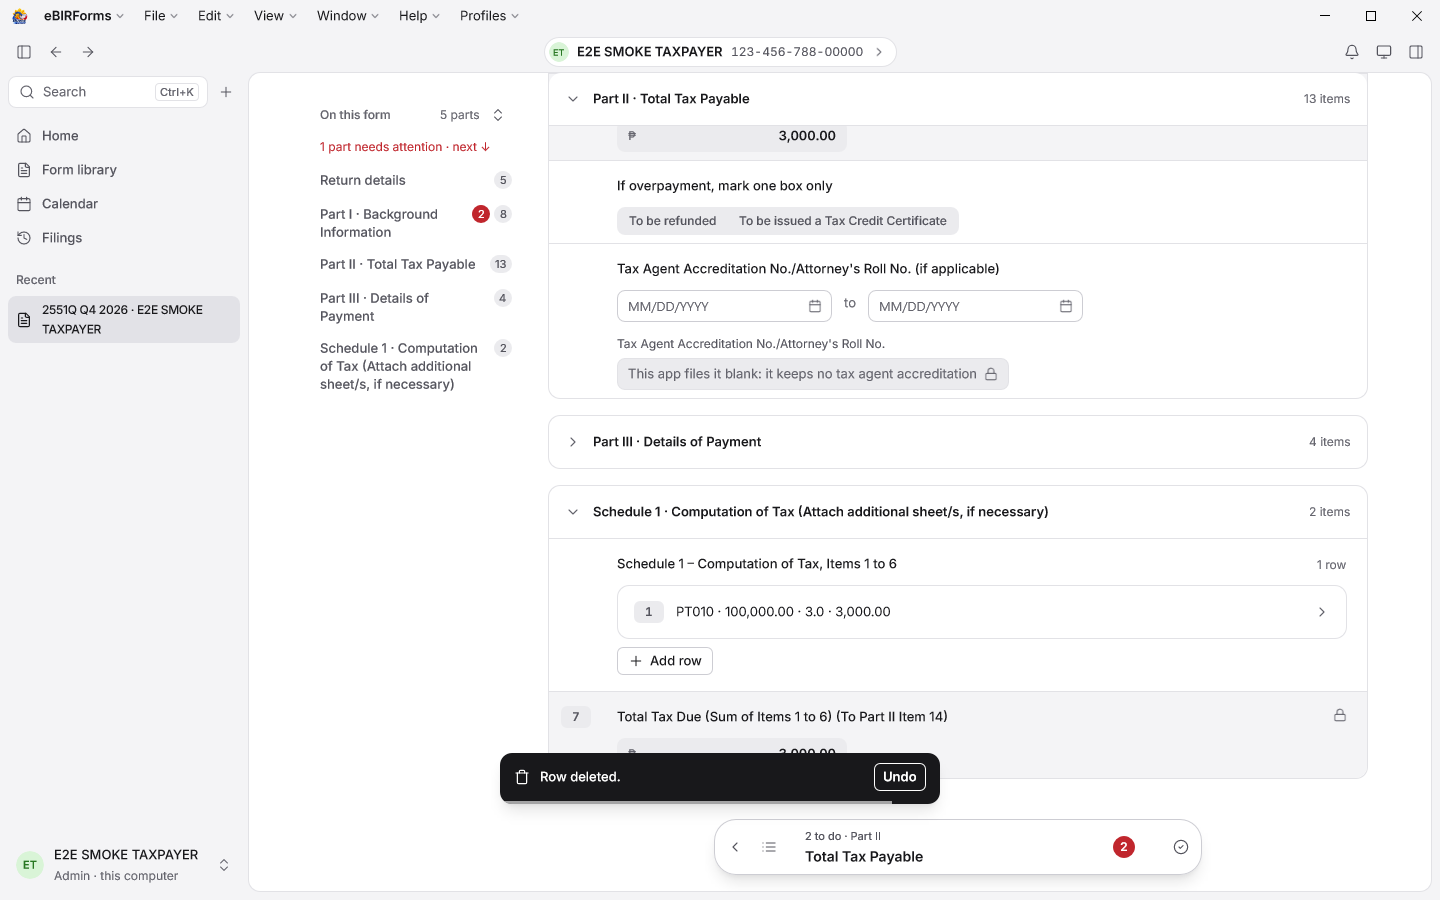 eBIRForms File Edit View Window Help Profiles
ET E2E SMOKE TAXPAYER 123-456-788-00000
Search Ctrl+K
Home
Form library
Calendar
Filings
Recent
2551Q Q4 2026 · E2E SMOKE
TAXPAYER
On this form 5 parts
1 part needs attention · next ↓
Return details 5
Part I · Background 2 8
Information
Part II · Total Tax Payable 13
Part III · Details of 4
Payment
Schedule 1 · Computation 2
of Tax (Attach additional
sheet/s, if necessary)
Part II · Total Tax Payable 13 items
₱ 3,000.00
If overpayment, mark one box only
To be refunded To be issued a Tax Credit Certificate
Tax Agent Accreditation No./Attorney's Roll No. (if applicable)
MM/DD/YYYY to MM/DD/YYYY
Tax Agent Accreditation No./Attorney's Roll No.
This app files it blank: it keeps no tax agent accreditation
Part III · Details of Payment 4 items
Schedule 1 · Computation of Tax (Attach additional sheet/s, if necessary) 2 items
Schedule 1 – Computation of Tax, Items 1 to 6 1 row
1 PT010 · 100,000.00 · 3.0 · 3,000.00
+ Add row
7 Total Tax Due (Sum of Items 1 to 6) (To Part II Item 14)
₱ 3,000.00
Row deleted. Undo
2 to do · Part II
Total Tax Payable 2
ET E2E SMOKE TAXPAYER
Admin · this computer